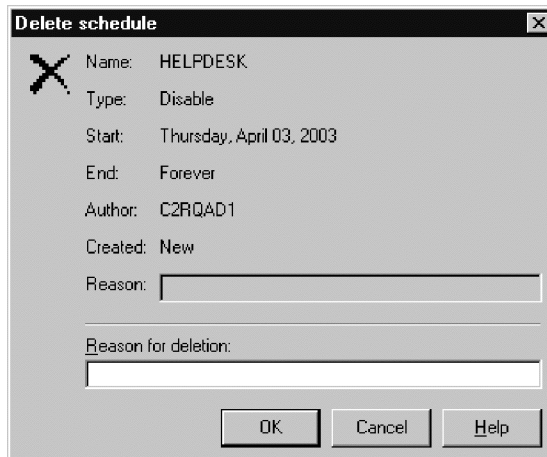 Delete schedule
Name: HELPDESK
Type: Disable
Start: Thursday, April 03, 2003
End: Forever
Author: C2RQAD1
Created: New
Reason:
Reason for deletion:
OK Cancel Help